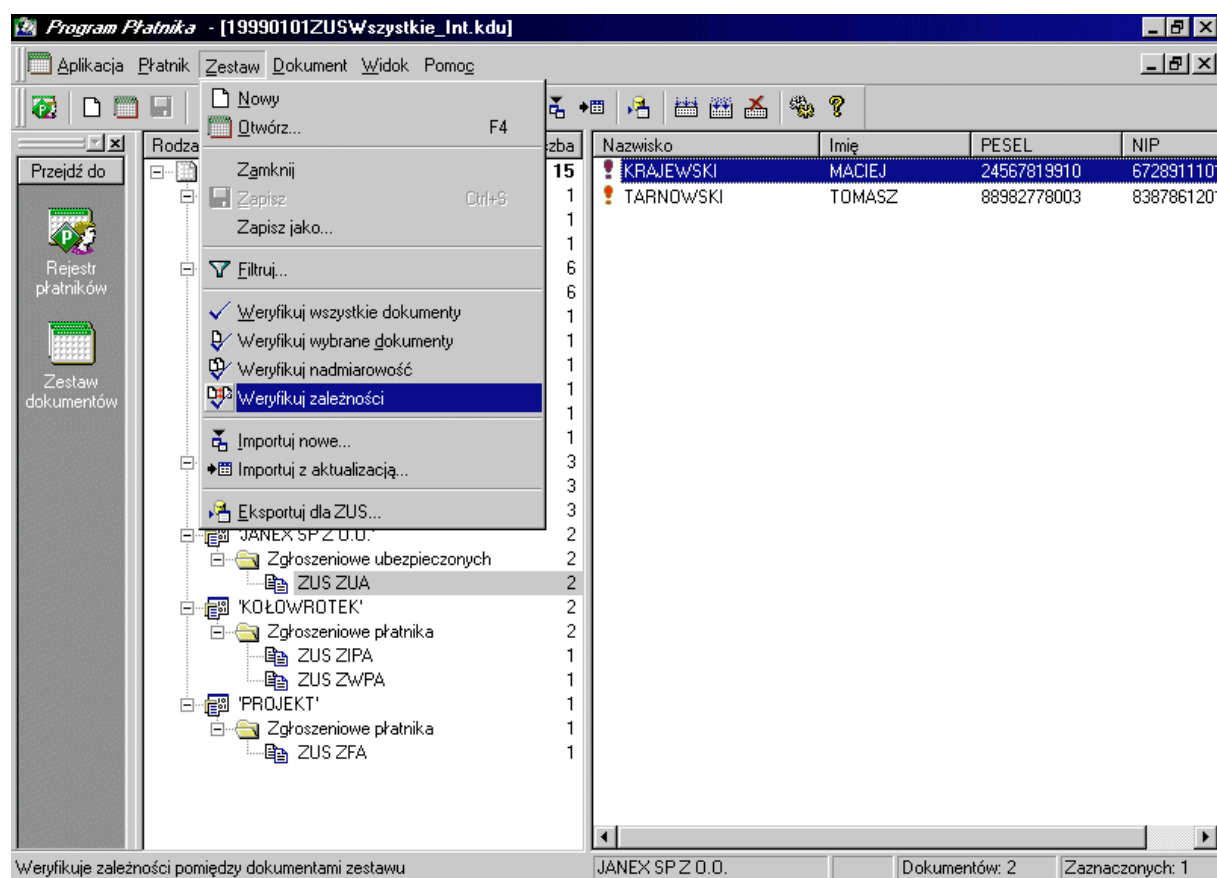 Program Płatnika - [19990101ZUSWszystkie_Int.kdu]
Aplikacja Płatnik Zestaw Dokument Widok Pomoc
Przejdź do
Rejestr
płatników
Zestaw
dokumentów
Nowy
Otwórz... F4
Zamknij
Zapisz Ctrl+S
Zapisz jako...
Filtruj...
Weryfikuj wszystkie dokumenty
Weryfikuj wybrane dokumenty
Weryfikuj nadmiarowość
Weryfikuj zależności
Importuj nowe...
Importuj z aktualizacją...
Eksportuj dla ZUS...
15
1
1
1
6
6
1
1
1
1
1
1
3
3
3
'JANEX SP Z O.O.' 2
Zgłoszeniowe ubezpieczonych 2
ZUS ZUA 2
'KOŁOWROTEK' 2
Zgłoszeniowe płatnika 2
ZUS ZIPA 1
ZUS ZWPA 1
'PROJEKT' 1
Zgłoszeniowe płatnika 1
ZUS ZFA 1
Nazwisko Imię PESEL NIP
KRAJEWSKI MACIEJ 24567819910 672891110
TARNOWSKI TOMASZ 88982778003 838786120
Weryfikuje zależności pomiędzy dokumentami zestawu JANEX SP Z O.O. Dokumentów: 2 Zaznaczonych: 1